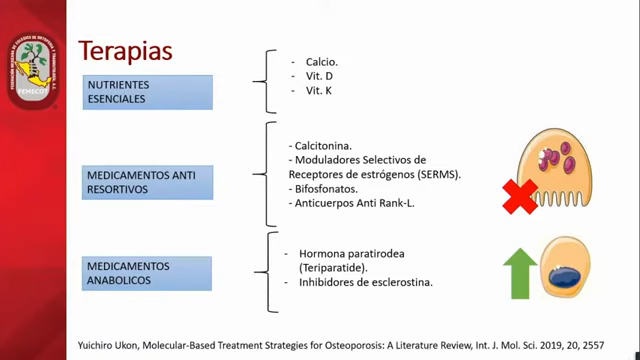 Terapias
NUTRIENTES
ESENCIALES
- Calcio.
- Vit. D
- Vit. K
MEDICAMENTOS ANTI
RESORTIVOS
- Calcitonina.
- Moduladores Selectivos de
Receptores de estrógenos (SERMS).
- Bifosfonatos.
- Anticuerpos Anti Rank-L.
MEDICAMENTOS
ANABOLICOS
- Hormona paratirodea
(Teriparatide).
- Inhibidores de esclerostina.
FEMECOT
Yuichiro Ukon, Molecular-Based Treatment Strategies for Osteoporosis: A Literature Review, Int. J. Mol. Sci. 2019, 20, 2557